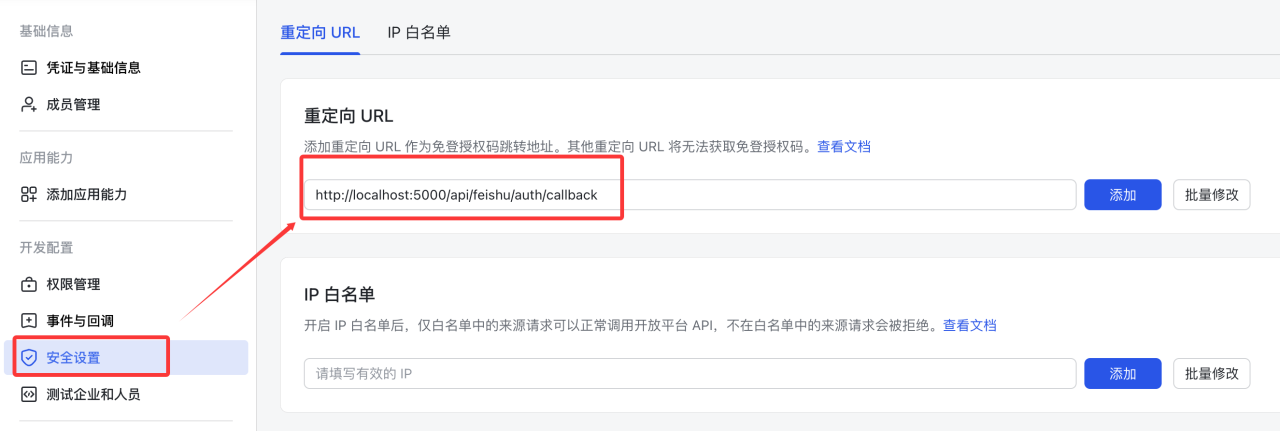 基础信息
凭证与基础信息
成员管理
应用能力
添加应用能力
开发配置
权限管理
事件与回调
安全设置
测试企业和人员
重定向 URL IP 白名单
重定向 URL
添加重定向 URL 作为免登授权码跳转地址。其他重定向 URL 将无法获取免登授权码。查看文档
http://localhost:5000/api/feishu/auth/callback 添加 批量修改
IP 白名单
开启 IP 白名单后，仅白名单中的来源请求可以正常调用开放平台 API，不在白名单中的来源请求会被拒绝。查看文档
请填写有效的 IP 添加 批量修改